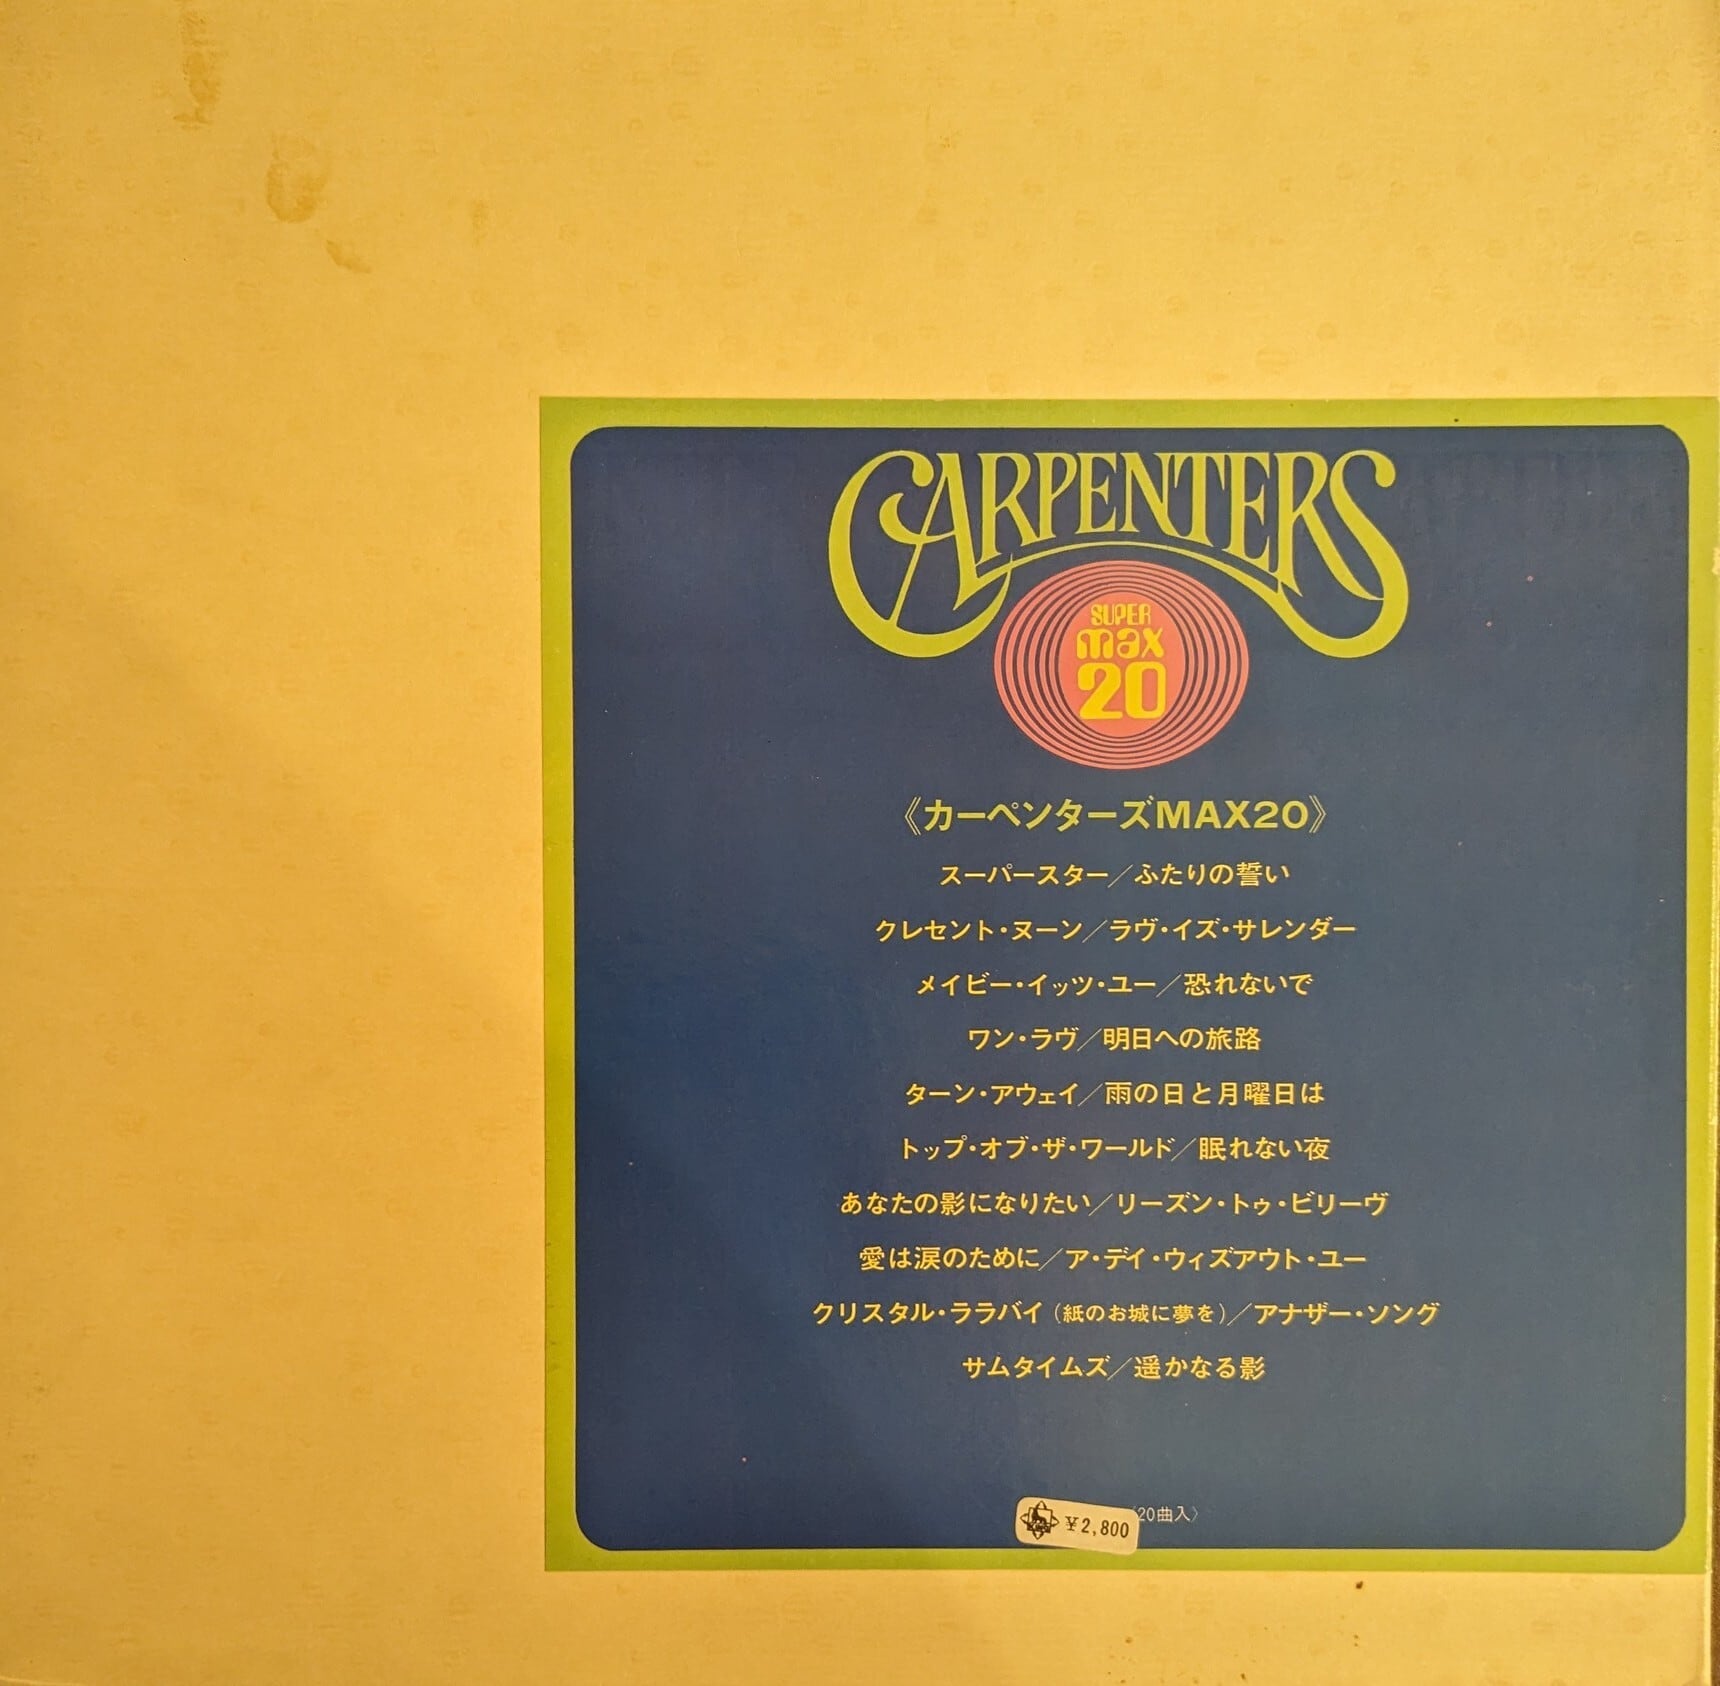 CARPENTERS
SUPER
max
20
《カーペンターズMAX20》
スーパースター／ふたりの誓い
クレセント・ヌーン／ラヴ・イズ・サレンダー
メイビー・イッツ・ユー／恐れないで
ワン・ラヴ／明日への旅路
ターン・アウェイ／雨の日と月曜日は
トップ・オブ・ザ・ワールド／眠れない夜
あなたの影になりたい／リーズン・トゥ・ビリーヴ
愛は涙のために／ア・デイ・ウィズアウト・ユー
クリスタル・ララバイ（紙のお城に夢を）／アナザー・ソング
サムタイムズ／遥かなる影
¥2,800
20曲入〉